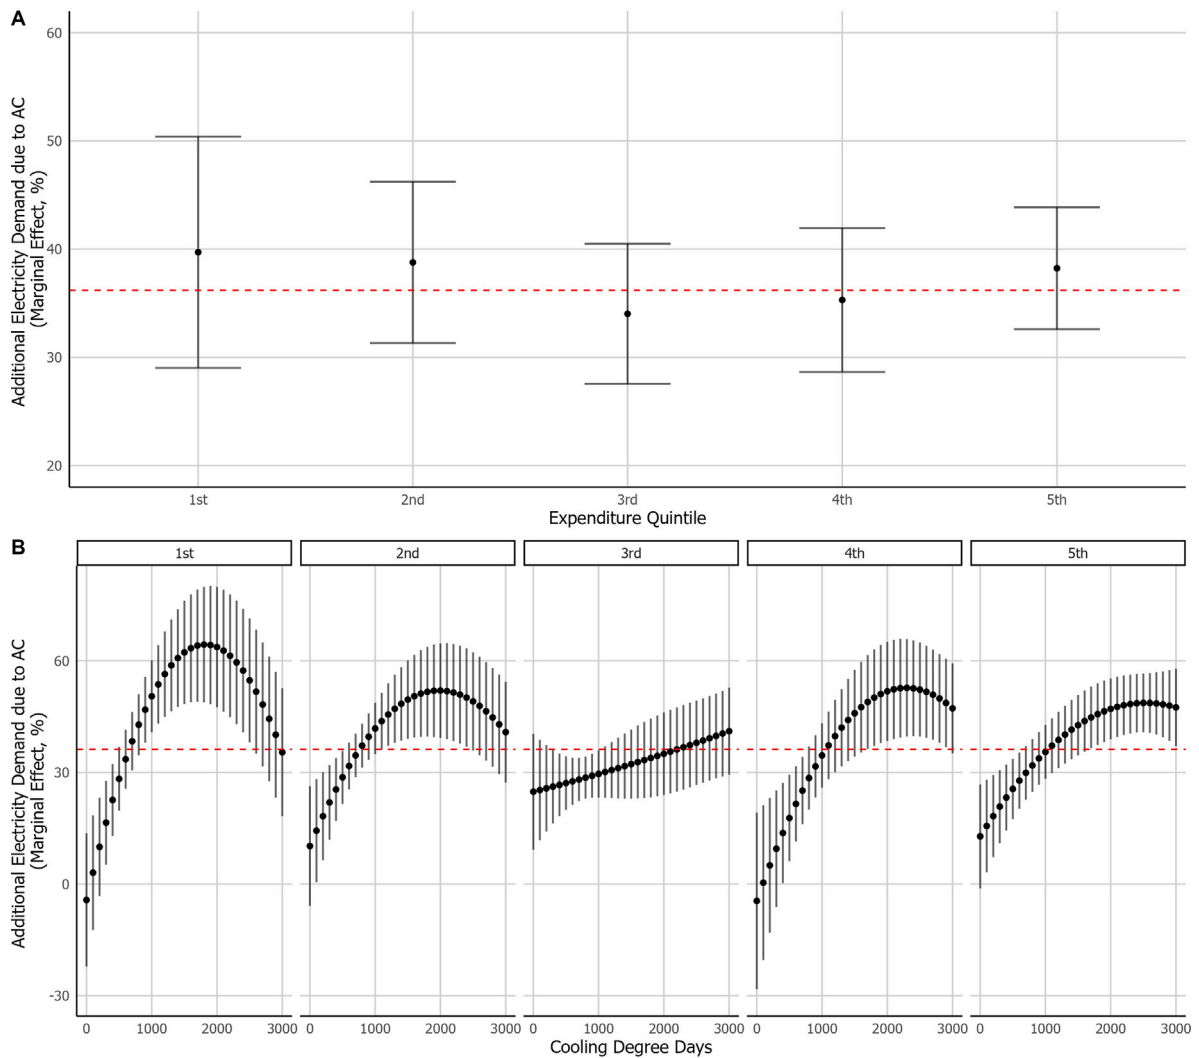 A
Additional Electricity Demand due to AC
(Marginal Effect, %)
60
50
40
30
20
1st 2nd 3rd 4th 5th
Expenditure Quintile
B
1st 2nd 3rd 4th 5th
Additional Electricity Demand due to AC
(Marginal Effect, %)
60
30
0
-30
0 1000 2000 3000 0 1000 2000 3000 0 1000 2000 3000 0 1000 2000 3000 0 1000 2000 3000
Cooling Degree Days